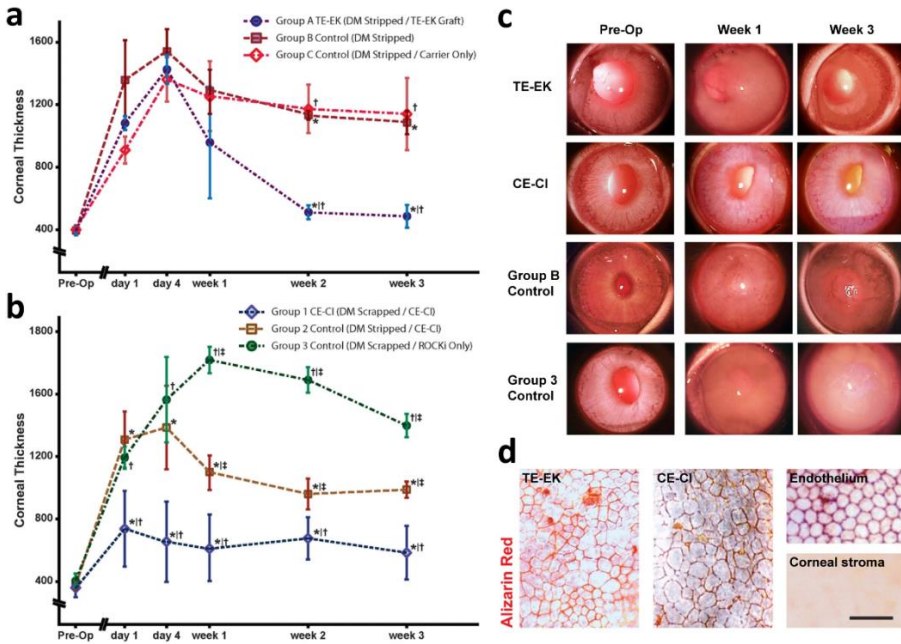 a
Group A TE-EK (DM Stripped / TE-EK Graft)
Group B Control (DM Stripped)
Group C Control (DM Stripped / Carrier Only)
Corneal Thickness
1600
1200
800
400
†
*
†
*
*|†
*|†
Pre-Op
day 1
day 4
week 1
week 2
week 3
b
Group 1 CE-CI (DM Scrapped / CE-CI)
Group 2 Control (DM Stripped / CE-CI)
Group 3 Control (DM Scrapped / ROCKi Only)
Corneal Thickness
1800
1600
1200
800
400
†|‡
†|‡
†|‡
†
†
*
*
*|‡
*|‡
*|‡
*|†
*|†
*|†
*|†
*|†
Pre-Op
day 1
day 4
week 1
week 2
week 3
c
Pre-Op Week 1 Week 3
TE-EK
CE-CI
Group B
Control
Group 3
Control
d
Alizarin Red
TE-EK
CE-CI
Endothelium
Corneal stroma